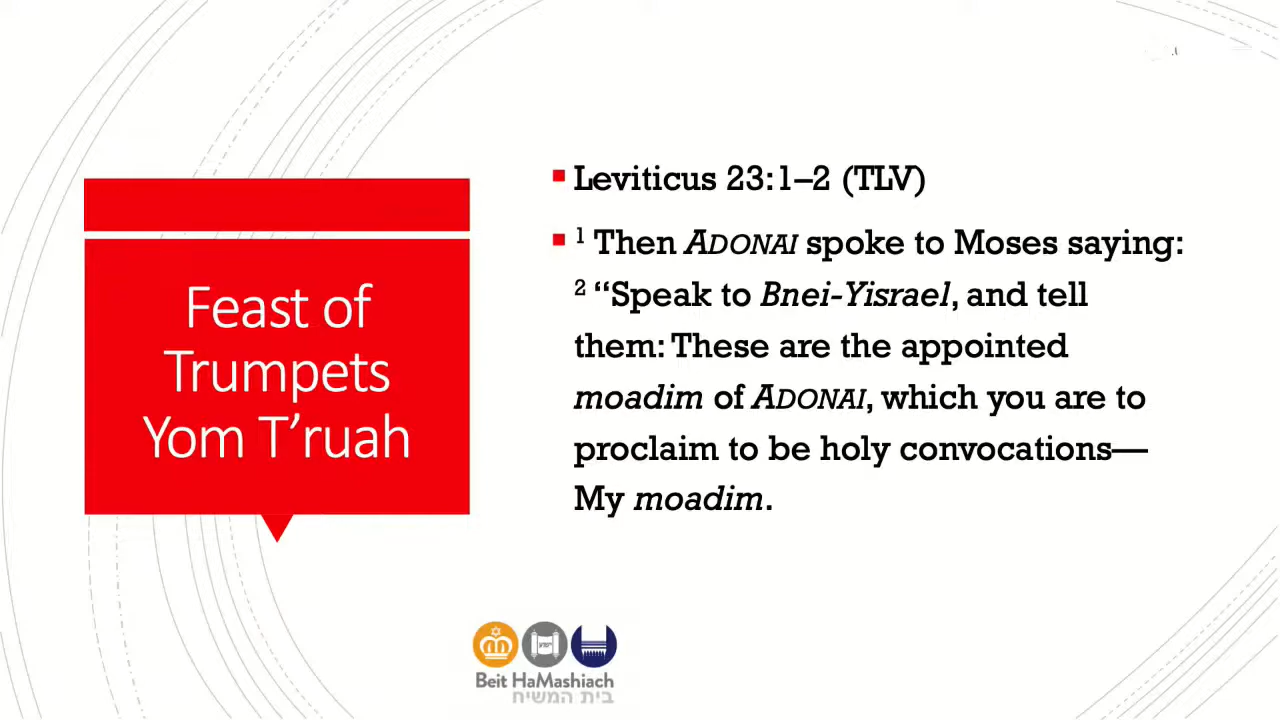 Feast of
Trumpets
Yom T’ruah
Leviticus 23:1–2 (TLV)
1 Then ADONAI spoke to Moses saying:
2 “Speak to Bnei-Yisrael, and tell
them: These are the appointed
moadim of ADONAI, which you are to
proclaim to be holy convocations—
My moadim.
Beit HaMashiach
בית המשיח